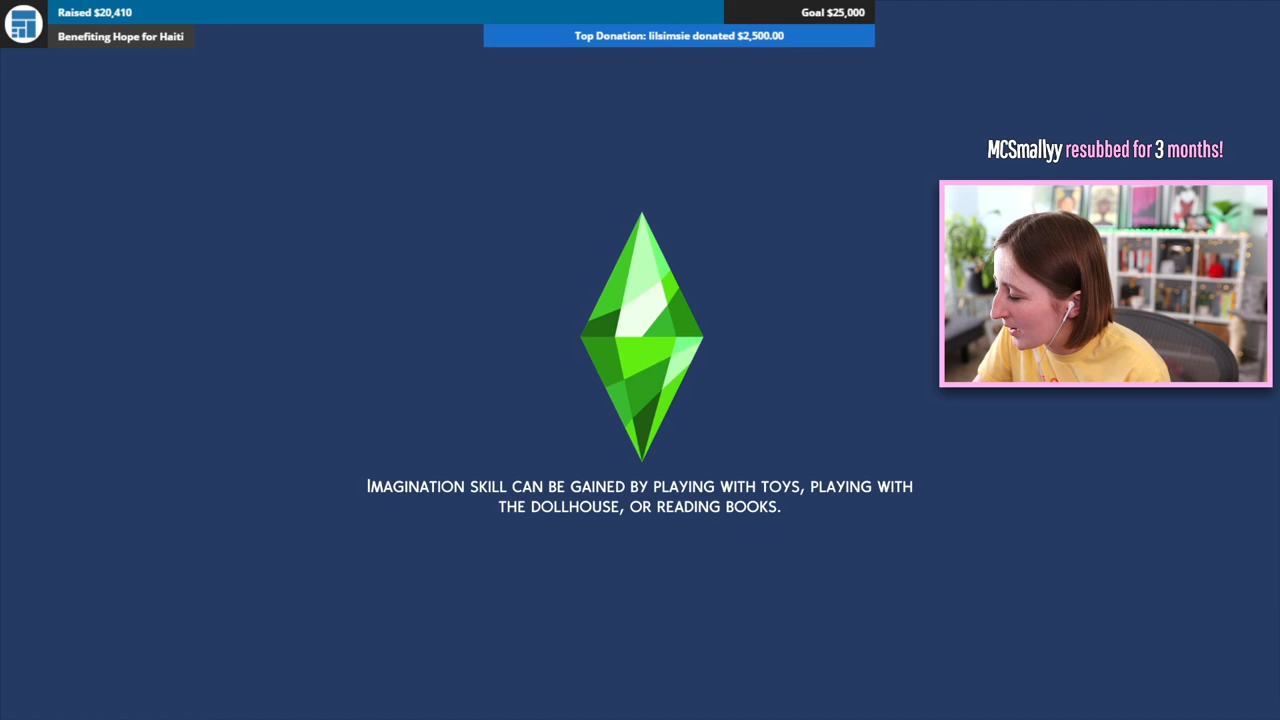 Raised $20,410
Goal $25,000
Benefiting Hope for Haiti
Top Donation: lilsimsie donated $2,500.00
MCSmallyy resubbed for 3 months!
IMAGINATION SKILL CAN BE GAINED BY PLAYING WITH TOYS, PLAYING WITH
THE DOLLHOUSE, OR READING BOOKS.